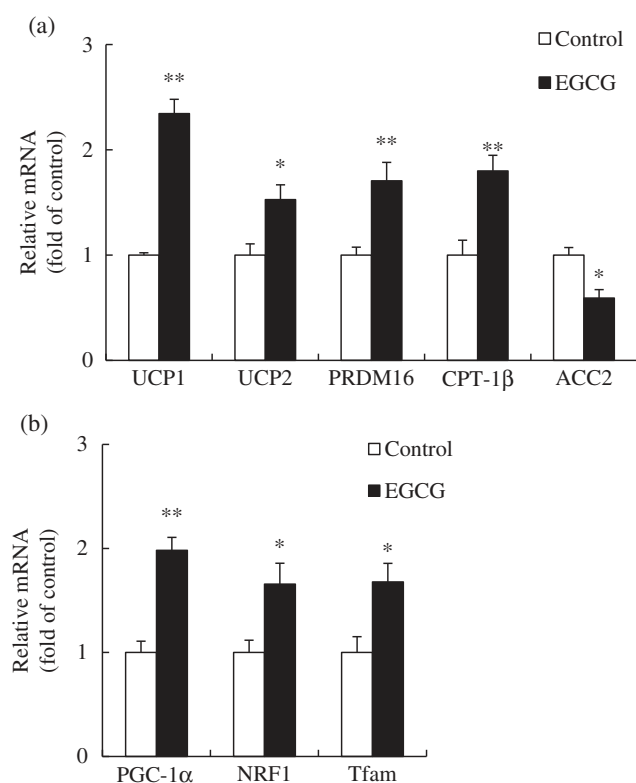 (a)
3
2
1
0
Relative mRNA
(fold of control)
Control
EGCG
**
*
**
**
*
UCP1 UCP2 PRDM16 CPT-1β ACC2
(b)
3
2
1
0
Relative mRNA
(fold of control)
Control
EGCG
**
*
*
PGC-1α NRF1 Tfam